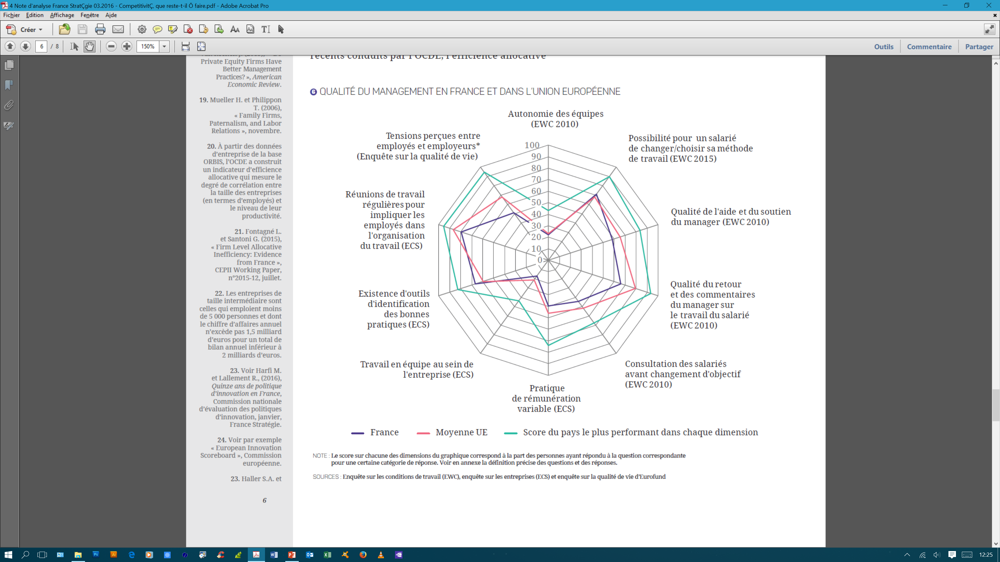 4 Note d'analyse France StratÇgie 03.2016 - CompetitivitÇ, que reste-t-il Ö faire.pdf - Adobe Acrobat Pro
Fichier Edition Affichage Fenêtre Aide
Créer
6 / 8 150% Outils Commentaire Partager
Private Equity Firms Have
Better Management
Practices? », American
Economic Review.
19. Mueller H. et Philippon
T. (2006),
« Family Firms,
Paternalism, and Labor
Relations », novembre.
20. À partir des données
d'entreprise de la base
ORBIS, l'OCDE a construit
un indicateur d'efficience
allocative qui mesure le
degré de corrélation entre
la taille des entreprises
(en termes d'employés) et
le niveau de leur
productivité.
21. Fontagné L.
et Santoni G. (2015),
« Firm Level Allocative
Inefficiency: Evidence
from France »,
CEPII Working Paper,
n°2015-12, juillet.
22. Les entreprises de
taille intermédiaire sont
celles qui emploient moins
de 5 000 personnes et dont
le chiffre d'affaires annuel
n'excède pas 1,5 milliard
d'euros pour un total de
bilan annuel inférieur à
2 milliards d'euros.
23. Voir Harfi M.
et Lallement R., (2016),
Quinze ans de politique
d'innovation en France,
Commission nationale
d'évaluation des politiques
d'innovation, janvier,
France Stratégie.
24. Voir par exemple
« European Innovation
Scoreboard », Commission
européenne.
23. Haller S.A. et
6
récents conduits par l'OCDE, l'efficience allocative
6 QUALITÉ DU MANAGEMENT EN FRANCE ET DANS L'UNION EUROPÉENNE
Autonomie des équipes
(EWC 2010)
Possibilité pour un salarié
de changer/choisir sa méthode
de travail (EWC 2015)
Qualité de l'aide et du soutien
du manager (EWC 2010)
Qualité du retour
et des commentaires
du manager sur
le travail du salarié
(EWC 2010)
Consultation des salariés
avant changement d'objectif
(EWC 2010)
Pratique
de rémunération
variable (ECS)
Travail en équipe au sein de
l'entreprise (ECS)
Existence d'outils
d'identification
des bonnes
pratiques (ECS)
Réunions de travail
régulières pour
impliquer les
employés dans
l'organisation
du travail (ECS)
Tensions perçues entre
employés et employeurs*
(Enquête sur la qualité de vie)
100
90
80
70
60
50
40
30
20
10
0
France Moyenne UE Score du pays le plus performant dans chaque dimension
NOTE : Le score sur chacune des dimensions du graphique correspond à la part des personnes ayant répondu à la question correspondante
pour une certaine catégorie de réponse. Voir en annexe la définition précise des questions et des réponses.
SOURCES : Enquête sur les conditions de travail (EWC), enquête sur les entreprises (ECS) et enquête sur la qualité de vie d'Eurofund
12:25